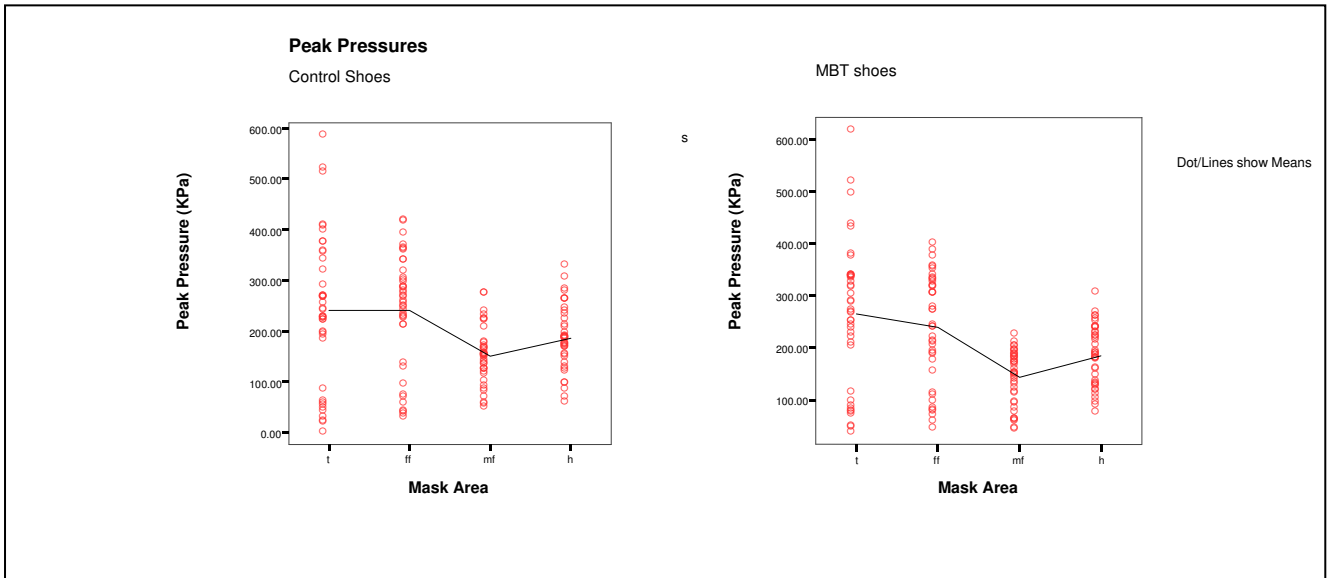 Peak Pressures
Control Shoes
600.00
500.00
400.00
300.00
200.00
100.00
0.00
Peak Pressure (KPa)
t ff mf h
Mask Area
s
MBT shoes
600.00
500.00
400.00
300.00
200.00
100.00
Peak Pressure (KPa)
t ff mf h
Mask Area
Dot/Lines show Means